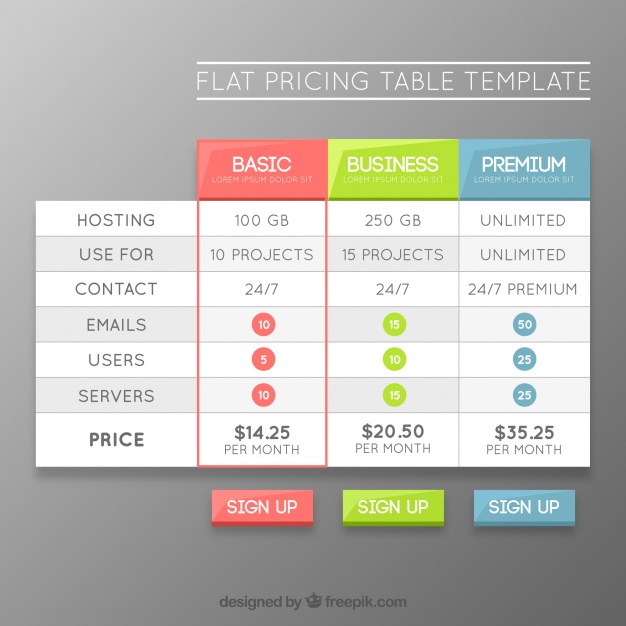 FLAT PRICING TABLE TEMPLATE
BASIC BUSINESS PREMIUM
LOREM IPSUM DOLOR SIT LOREM IPSUM DOLOR SIT LOREM IPSUM DOLOR SIT
HOSTING 100 GB 250 GB UNLIMITED
USE FOR 10 PROJECTS 15 PROJECTS UNLIMITED
CONTACT 24/7 24/7 24/7 PREMIUM
EMAILS 10 15 50
USERS 5 10 25
SERVERS 10 15 25
PRICE $14.25 $20.50 $35.25
PER MONTH PER MONTH PER MONTH
SIGN UP SIGN UP SIGN UP
designed by freepik.com